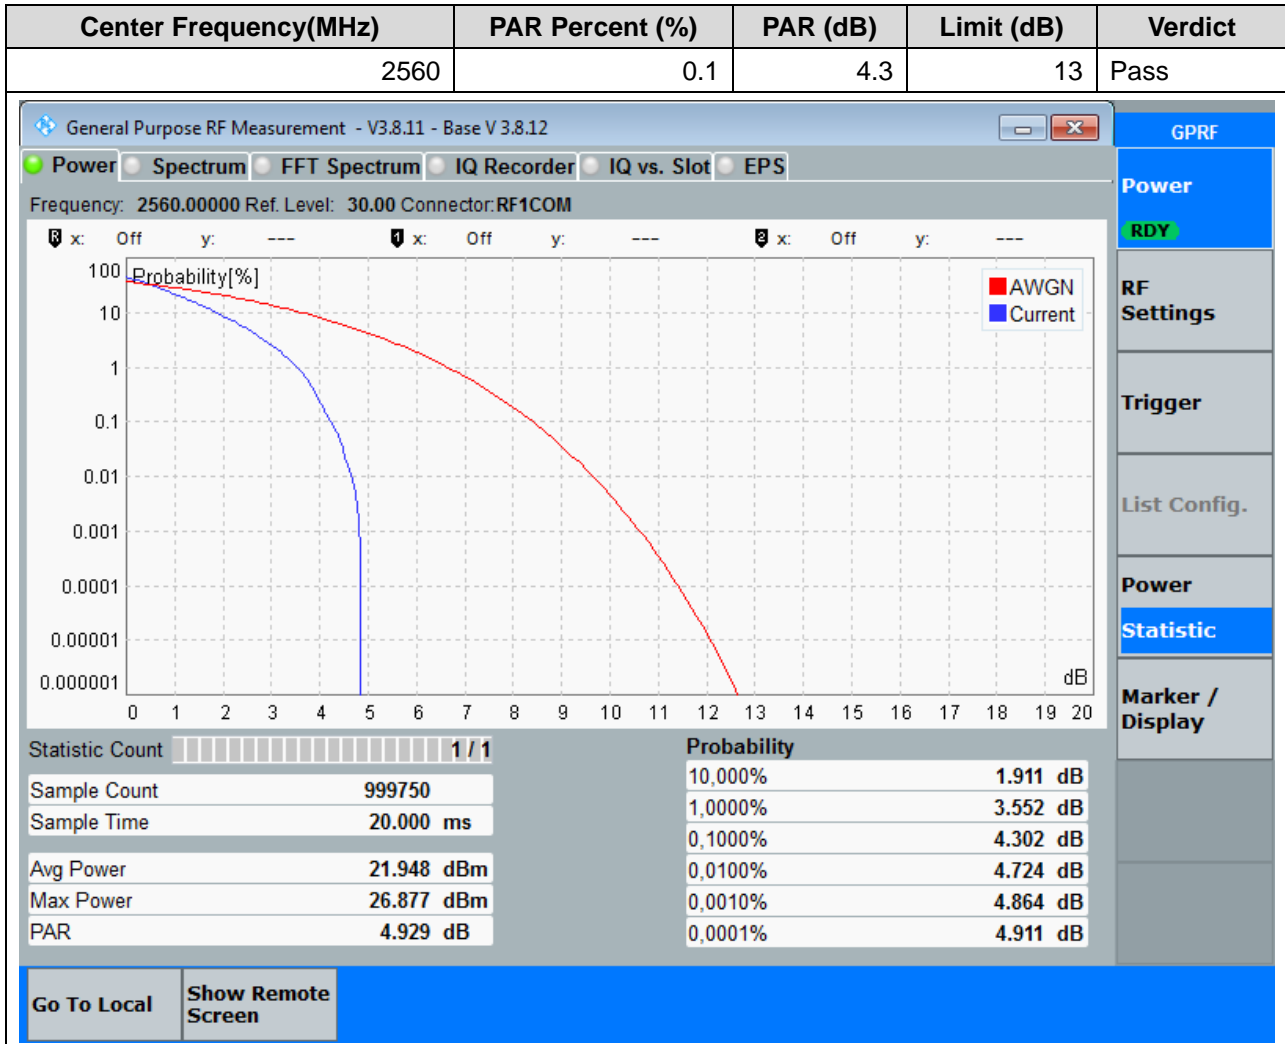 Center Frequency(MHz) PAR Percent (%) PAR (dB) Limit (dB) Verdict
2560 0.1 4.3 13 Pass
General Purpose RF Measurement - V3.8.11 - Base V 3.8.12
GPRF
Power Spectrum FFT Spectrum IQ Recorder IQ vs. Slot EPS
Frequency: 2560.00000 Ref. Level: 30.00 Connector:RF1COM
R x: Off y: --- 1 x: Off y: --- 2 x: Off y: ---
Probability[%]
AWGN
Current
100
10
1
0.1
0.01
0.001
0.0001
0.00001
0.000001
dB
0 1 2 3 4 5 6 7 8 9 10 11 12 13 14 15 16 17 18 19 20
Statistic Count 1 / 1
Sample Count 999750
Sample Time 20.000 ms
Avg Power 21.948 dBm
Max Power 26.877 dBm
PAR 4.929 dB
Probability
10,000% 1.911 dB
1,0000% 3.552 dB
0,1000% 4.302 dB
0,0100% 4.724 dB
0,0010% 4.864 dB
0,0001% 4.911 dB
Power
RDY
RF
Settings
Trigger
List Config.
Power
Statistic
Marker /
Display
Go To Local
Show Remote
Screen